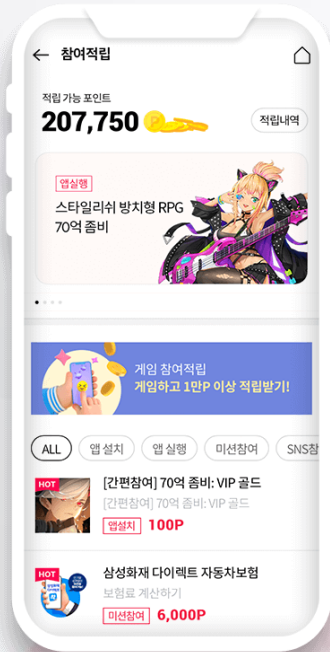 참여적립
적립 가능 포인트
207,750
적립내역
앱실행
스타일리쉬 방치형 RPG
70억 좀비
게임 참여적립
게임하고 1만P 이상 적립받기!
ALL
앱 설치
앱 실행
미션참여
SNS참
HOT
[간편참여] 70억 좀비: VIP 골드
[간편참여] 70억 좀비: VIP 골드
앱설치 100P
HOT
삼성화재 다이렉트 자동차보험
보험료 계산하기
미션참여 6,000P